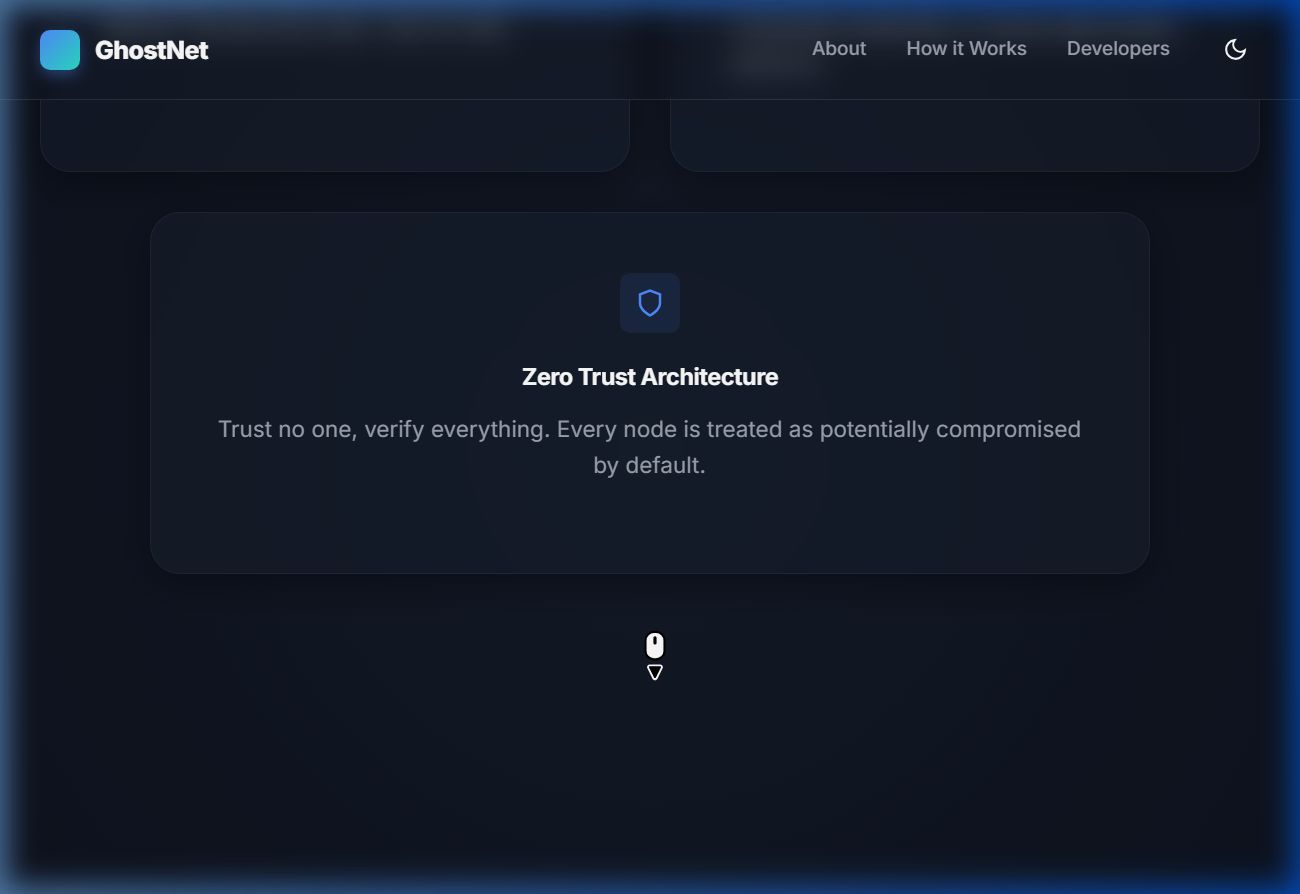 GhostNet
About
How it Works
Developers
Zero Trust Architecture
Trust no one, verify everything. Every node is treated as potentially compromised
by default.